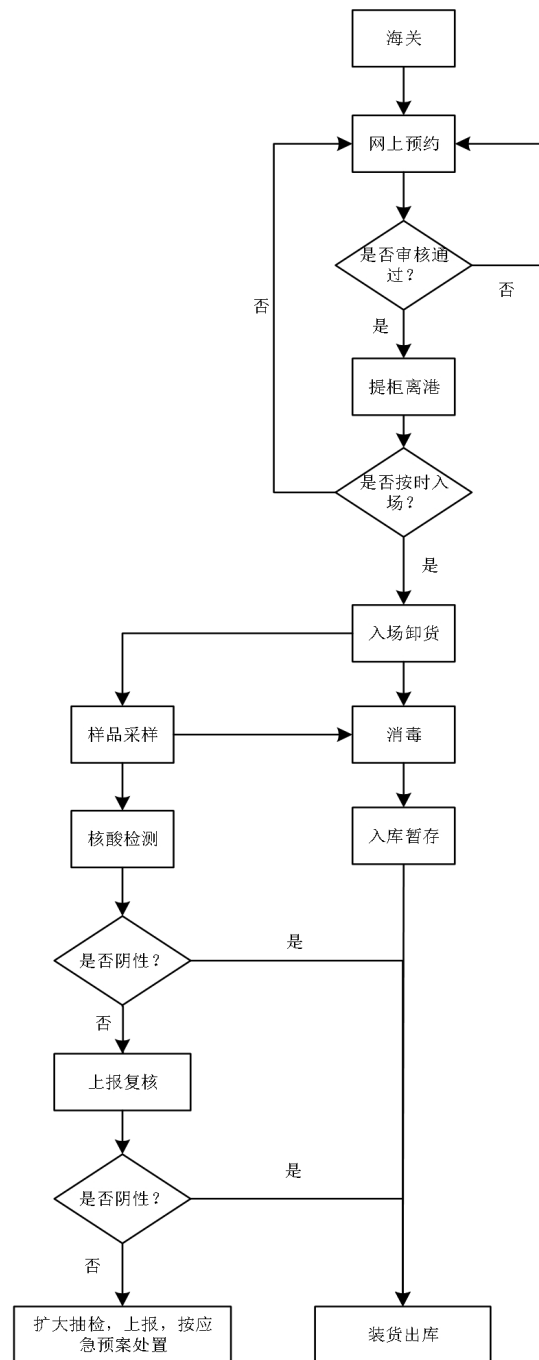 海关
网上预约
是否审核通
过？
否
否
是
提柜离港
是否按时入
场？
是
入场卸货
样品采样
消毒
核酸检测
入库暂存
是否阴性？
是
否
上报复核
是否阴性？
是
否
扩大抽检，上报，按应
急预案处置
装货出库